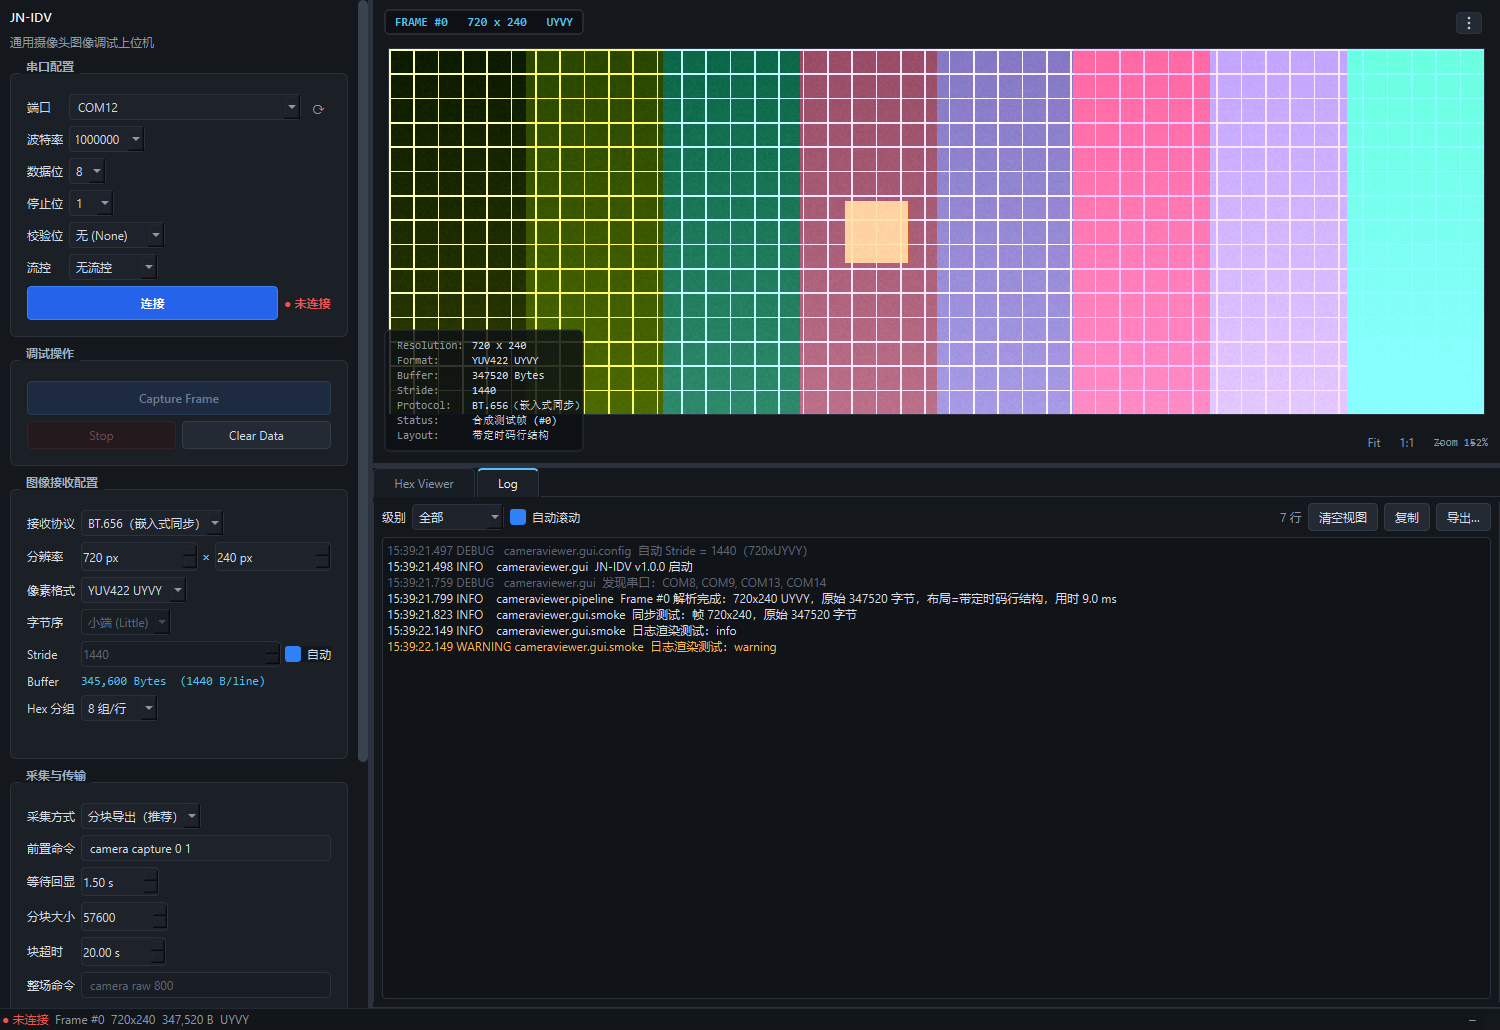 JN-IDV
通用摄像头图像调试上位机
串口配置
端口 COM12 ⟳
波特率 1000000
数据位 8
停止位 1
校验位 无 (None)
流控 无流控
连接 ● 未连接
调试操作
Capture Frame
Stop Clear Data
图像接收配置
接收协议 BT.656（嵌入式同步）
分辨率 720 px × 240 px
像素格式 YUV422 UYVY
字节序 小端 (Little)
Stride 1440 自动
Buffer 345,600 Bytes (1440 B/line)
Hex 分组 8 组/行
采集与传输
采集方式 分块导出（推荐）
前置命令 camera capture 0 1
等待回显 1.50 s
分块大小 57600
块超时 20.00 s
整场命令 camera raw 800
FRAME #0 720 x 240 UYVY
Resolution: 720 x 240
Format: YUV422 UYVY
Buffer: 347520 Bytes
Stride: 1440
Protocol: BT.656（嵌入式同步）
Status: 合成测试帧 (#0)
Layout: 带定时码行结构
Fit 1:1 Zoom 152%
Hex Viewer Log
级别 全部 自动滚动 7 行 清空视图 复制 导出...
15:39:21.497 DEBUG cameraviewer.gui.config 自动 Stride = 1440（720xUYVY）
15:39:21.498 INFO cameraviewer.gui JN-IDV v1.0.0 启动
15:39:21.759 DEBUG cameraviewer.gui 发现串口：COM8, COM9, COM13, COM14
15:39:21.799 INFO cameraviewer.pipeline Frame #0 解析完成：720x240 UYVY，原始 347520 字节，布局=带定时码行结构，用时 9.0 ms
15:39:21.823 INFO cameraviewer.gui.smoke 同步测试：帧 720x240，原始 347520 字节
15:39:22.149 INFO cameraviewer.gui.smoke 日志渲染测试：info
15:39:22.149 WARNING cameraviewer.gui.smoke 日志渲染测试：warning
● 未连接 Frame #0 720x240 347,520 B UYVY –